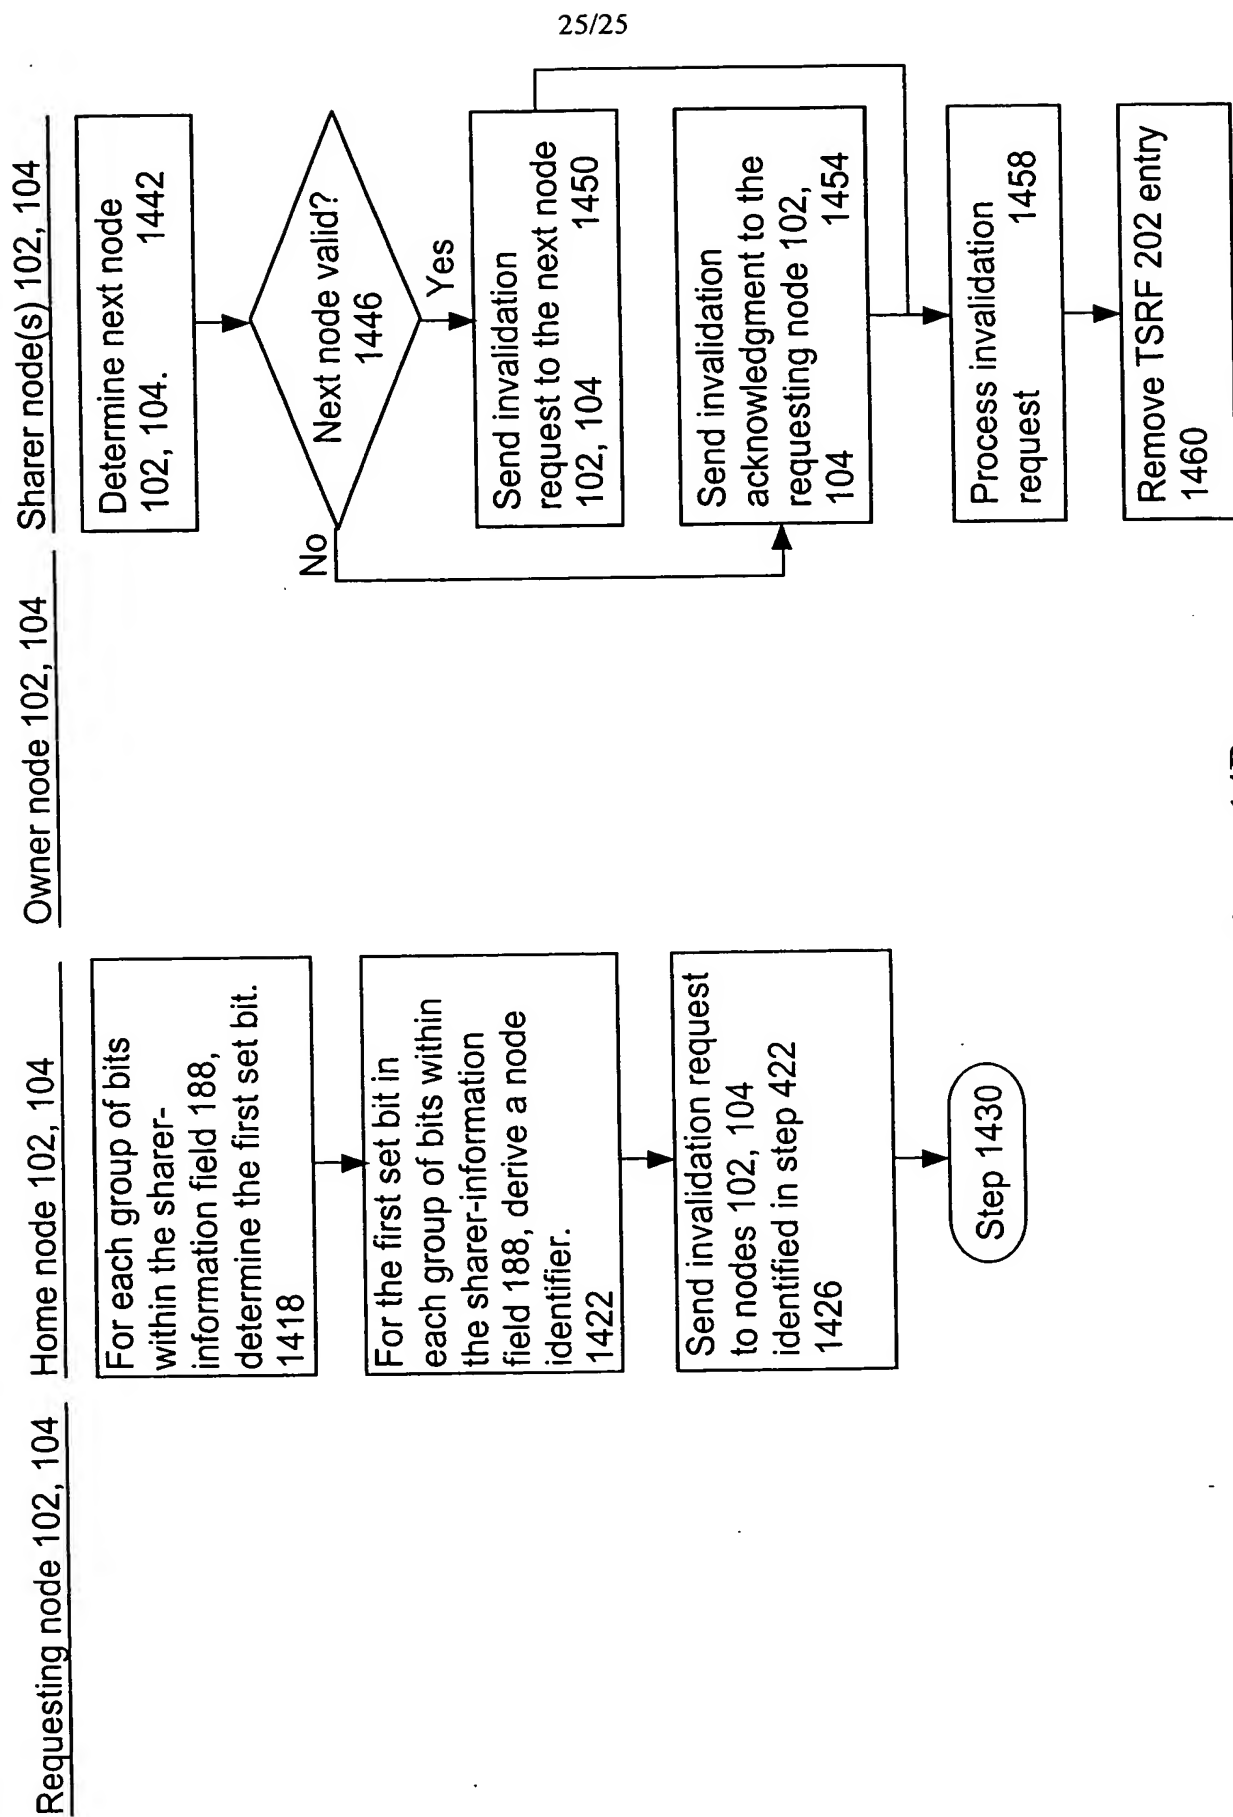 25/25
Requesting node 102, 104
Home node 102, 104
Owner node 102, 104
Sharer node(s) 102, 104
For each group of bits
within the sharer-
information field 188,
determine the first set bit.
1418
For the first set bit in
each group of bits within
the sharer-information
field 188, derive a node
identifier.
1422
Send invalidation request
to nodes 102, 104
identified in step 422
1426
Step 1430
Determine next node
102, 104. 1442
Next node valid?
1446
Yes
No
Send invalidation
request to the next node
102, 104 1450
Send invalidation
acknowledgment to the
requesting node 102,
104 1454
Process invalidation
request 1458
Remove TSRF 202 entry
1460